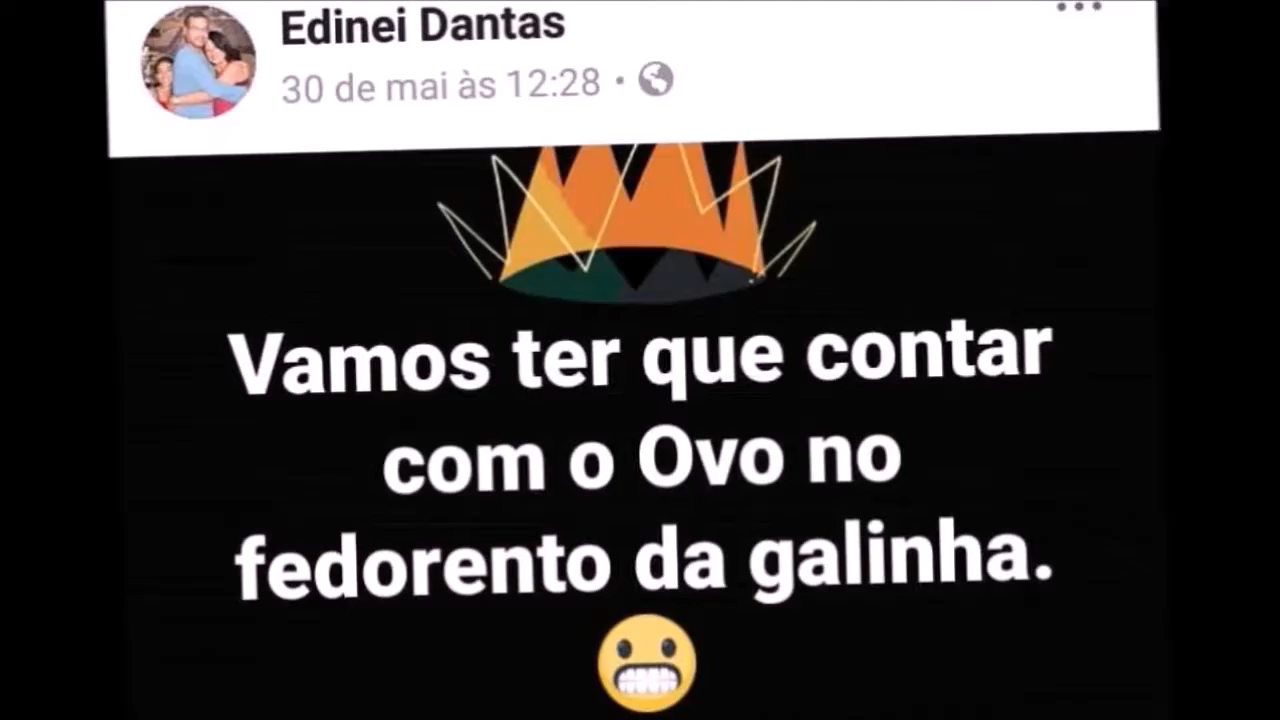 Edinei Dantas
30 de mai às 12:28
Vamos ter que contar
com o Ovo no
fedorento da galinha.